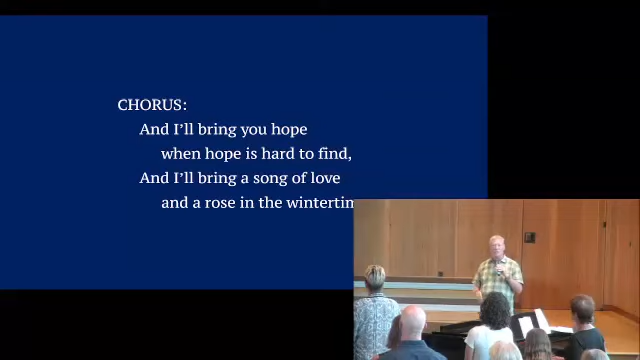 CHORUS:
And I'll bring you hope
when hope is hard to find,
And I'll bring a song of love
and a rose in the